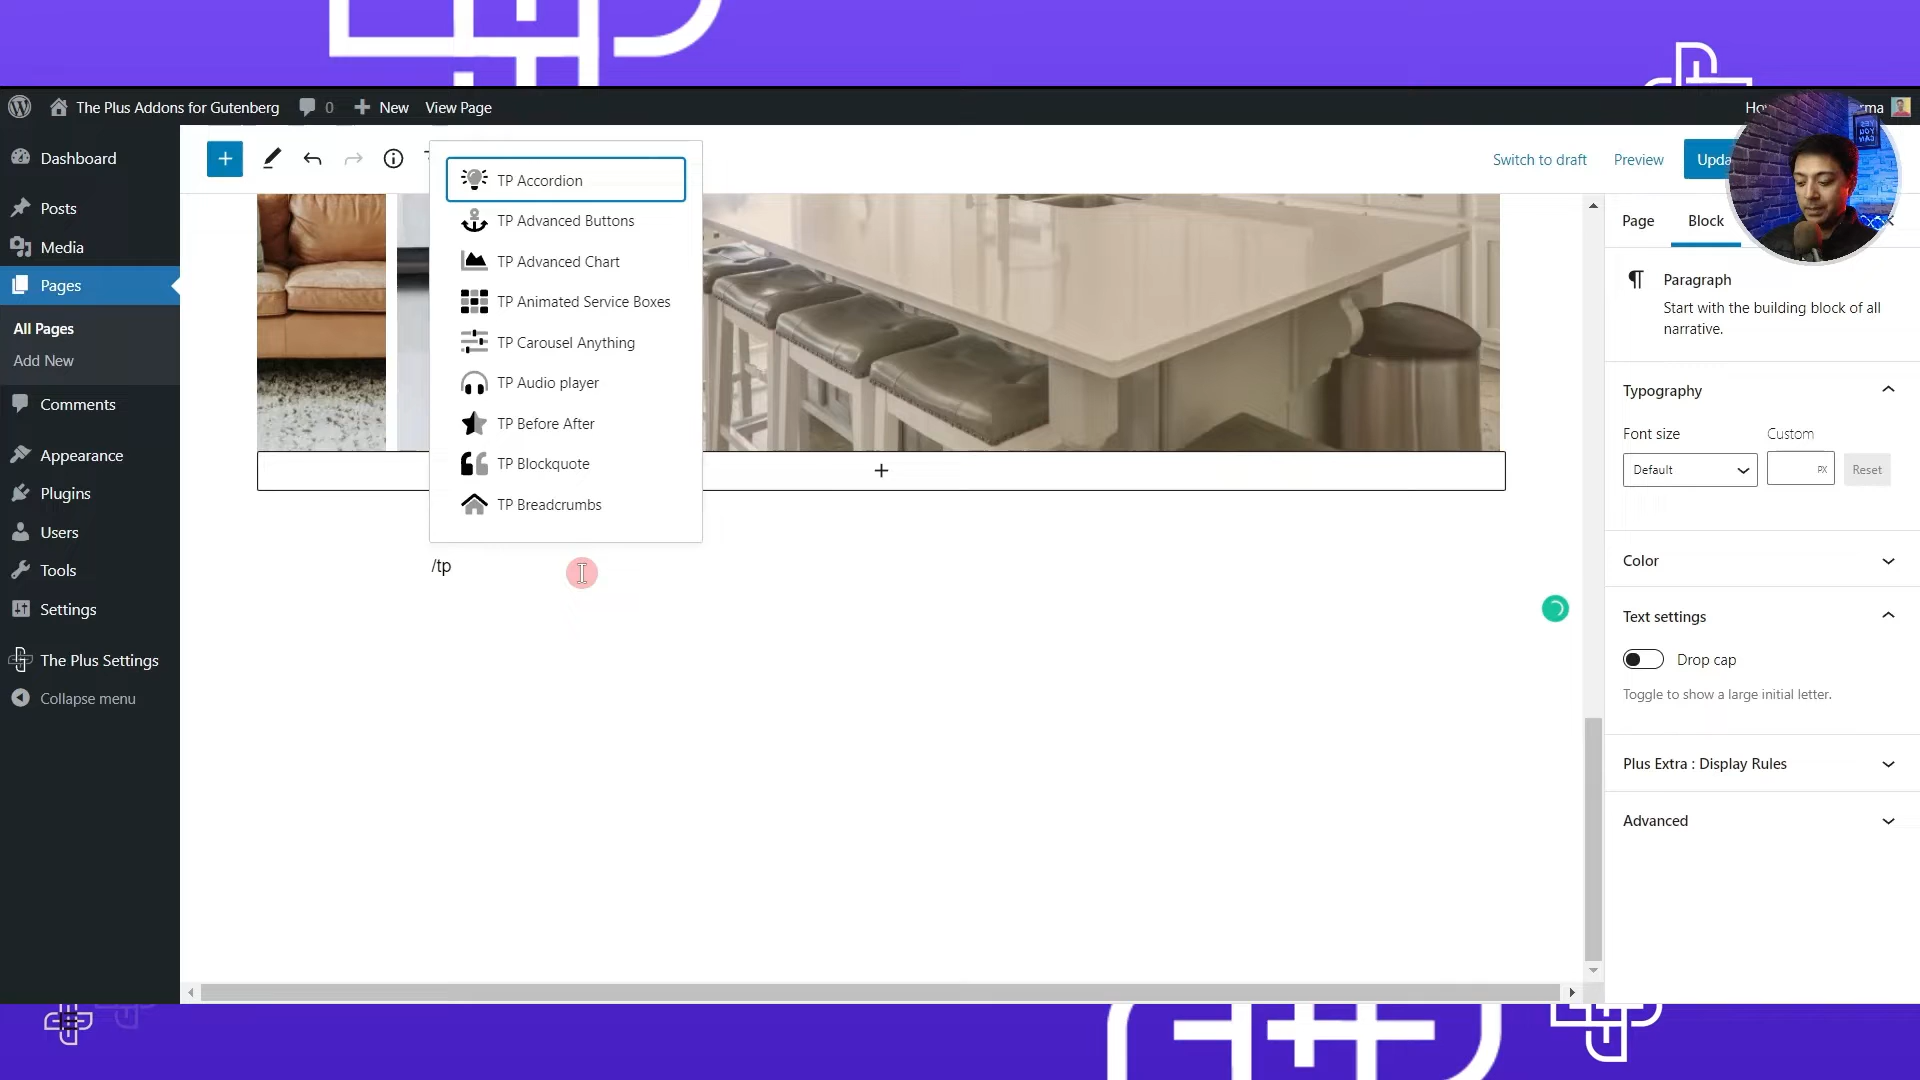 The Plus Addons for Gutenberg
0
New
View Page
Dashboard
Posts
Media
Pages
All Pages
Add New
Comments
Appearance
Plugins
Users
Tools
Settings
The Plus Settings
Collapse menu
TP Accordion
TP Advanced Buttons
TP Advanced Chart
TP Animated Service Boxes
TP Carousel Anything
TP Audio player
TP Before After
TP Blockquote
TP Breadcrumbs
/tp
Switch to draft
Preview
Page
Block
Paragraph
Start with the building block of all
narrative.
Typography
Font size
Custom
Default
PX
Reset
Color
Text settings
Drop cap
Toggle to show a large initial letter.
Plus Extra : Display Rules
Advanced